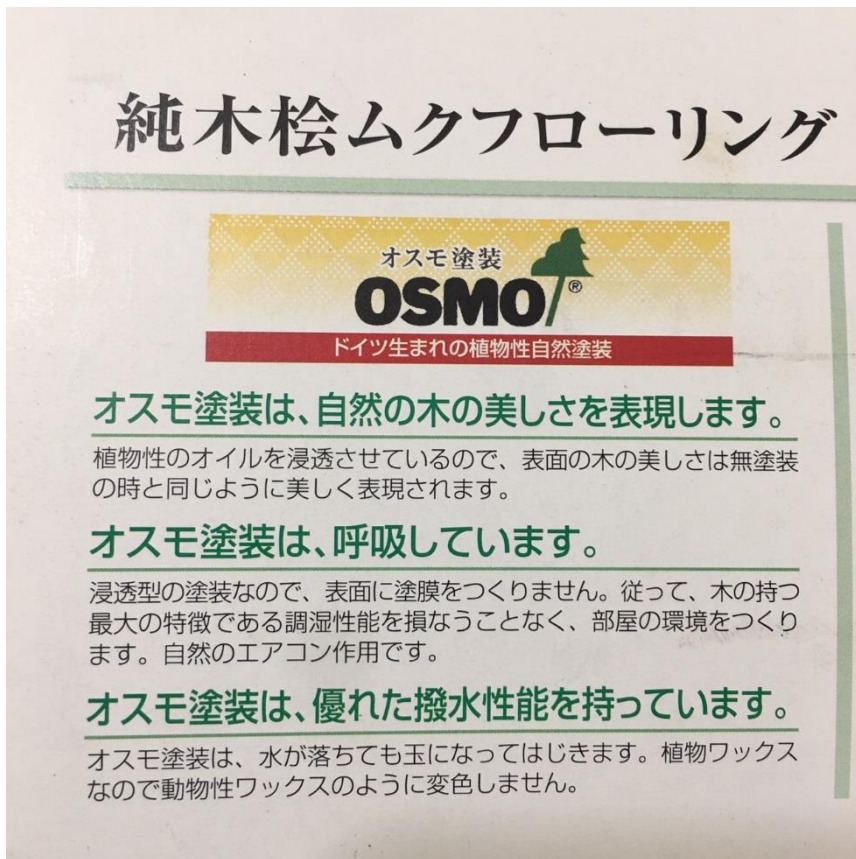 純木桧ムクフローリング
オスモ塗装
OSMO®
ドイツ生まれの植物性自然塗装
オスモ塗装は、自然の木の美しさを表現します。
植物性のオイルを浸透させているので、表面の木の美しさは無塗装
の時と同じように美しく表現されます。
オスモ塗装は、呼吸しています。
浸透型の塗装なので、表面に塗膜をつくりません。従って、木の持つ
最大の特徴である調湿性能を損なうことなく、部屋の環境をつくり
ます。自然のエアコン作用です。
オスモ塗装は、優れた撥水性能を持っています。
オスモ塗装は、水が落ちても玉になってはじきます。植物ワックス
なので動物性ワックスのように変色しません。